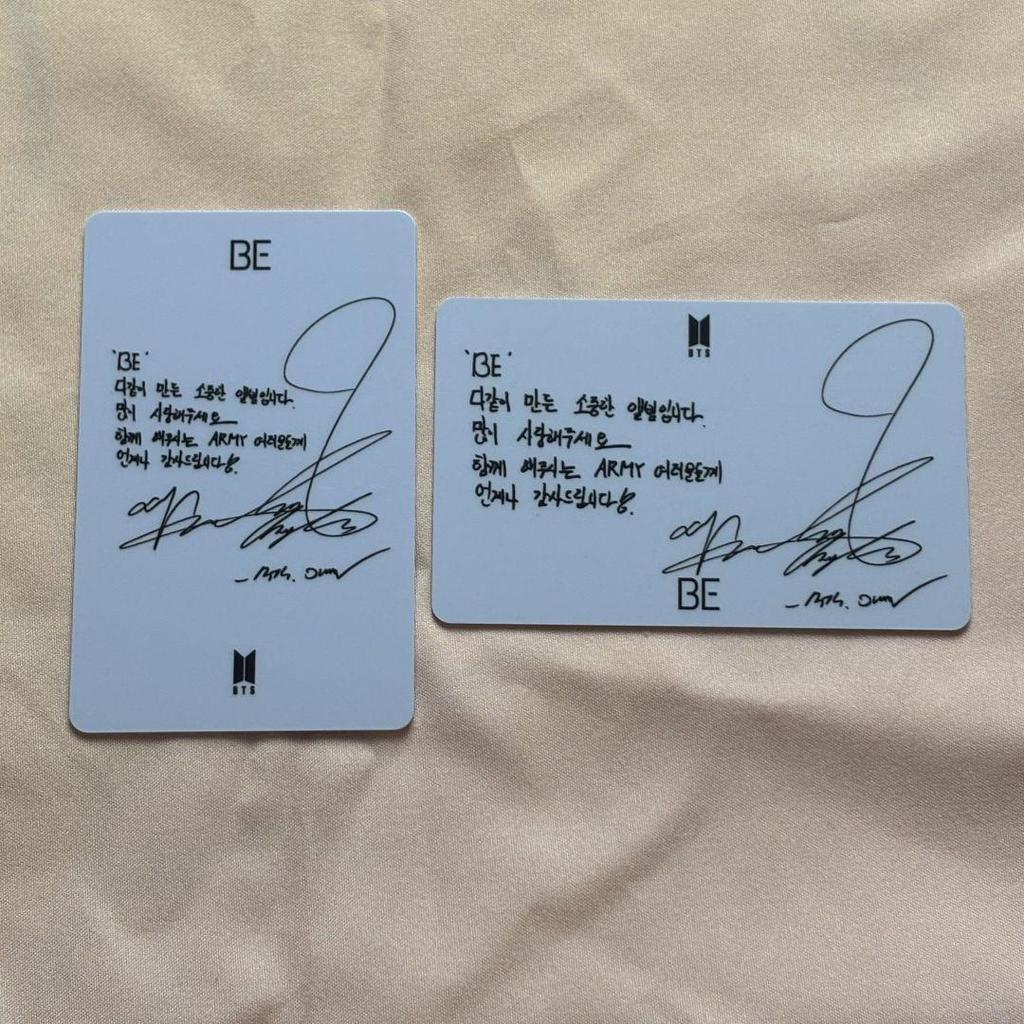 BE
'BE'
다같이 만든 소중한 앨범입니다.
많이 사랑해주세요
함께 해주시는 ARMY 여러분들께
언제나 감사드립니다!
BTS
BTS
'BE'
다같이 만든 소중한 앨범입니다.
많이 사랑해주세요
함께 해주시는 ARMY 여러분들께
언제나 감사드립니다!
BE